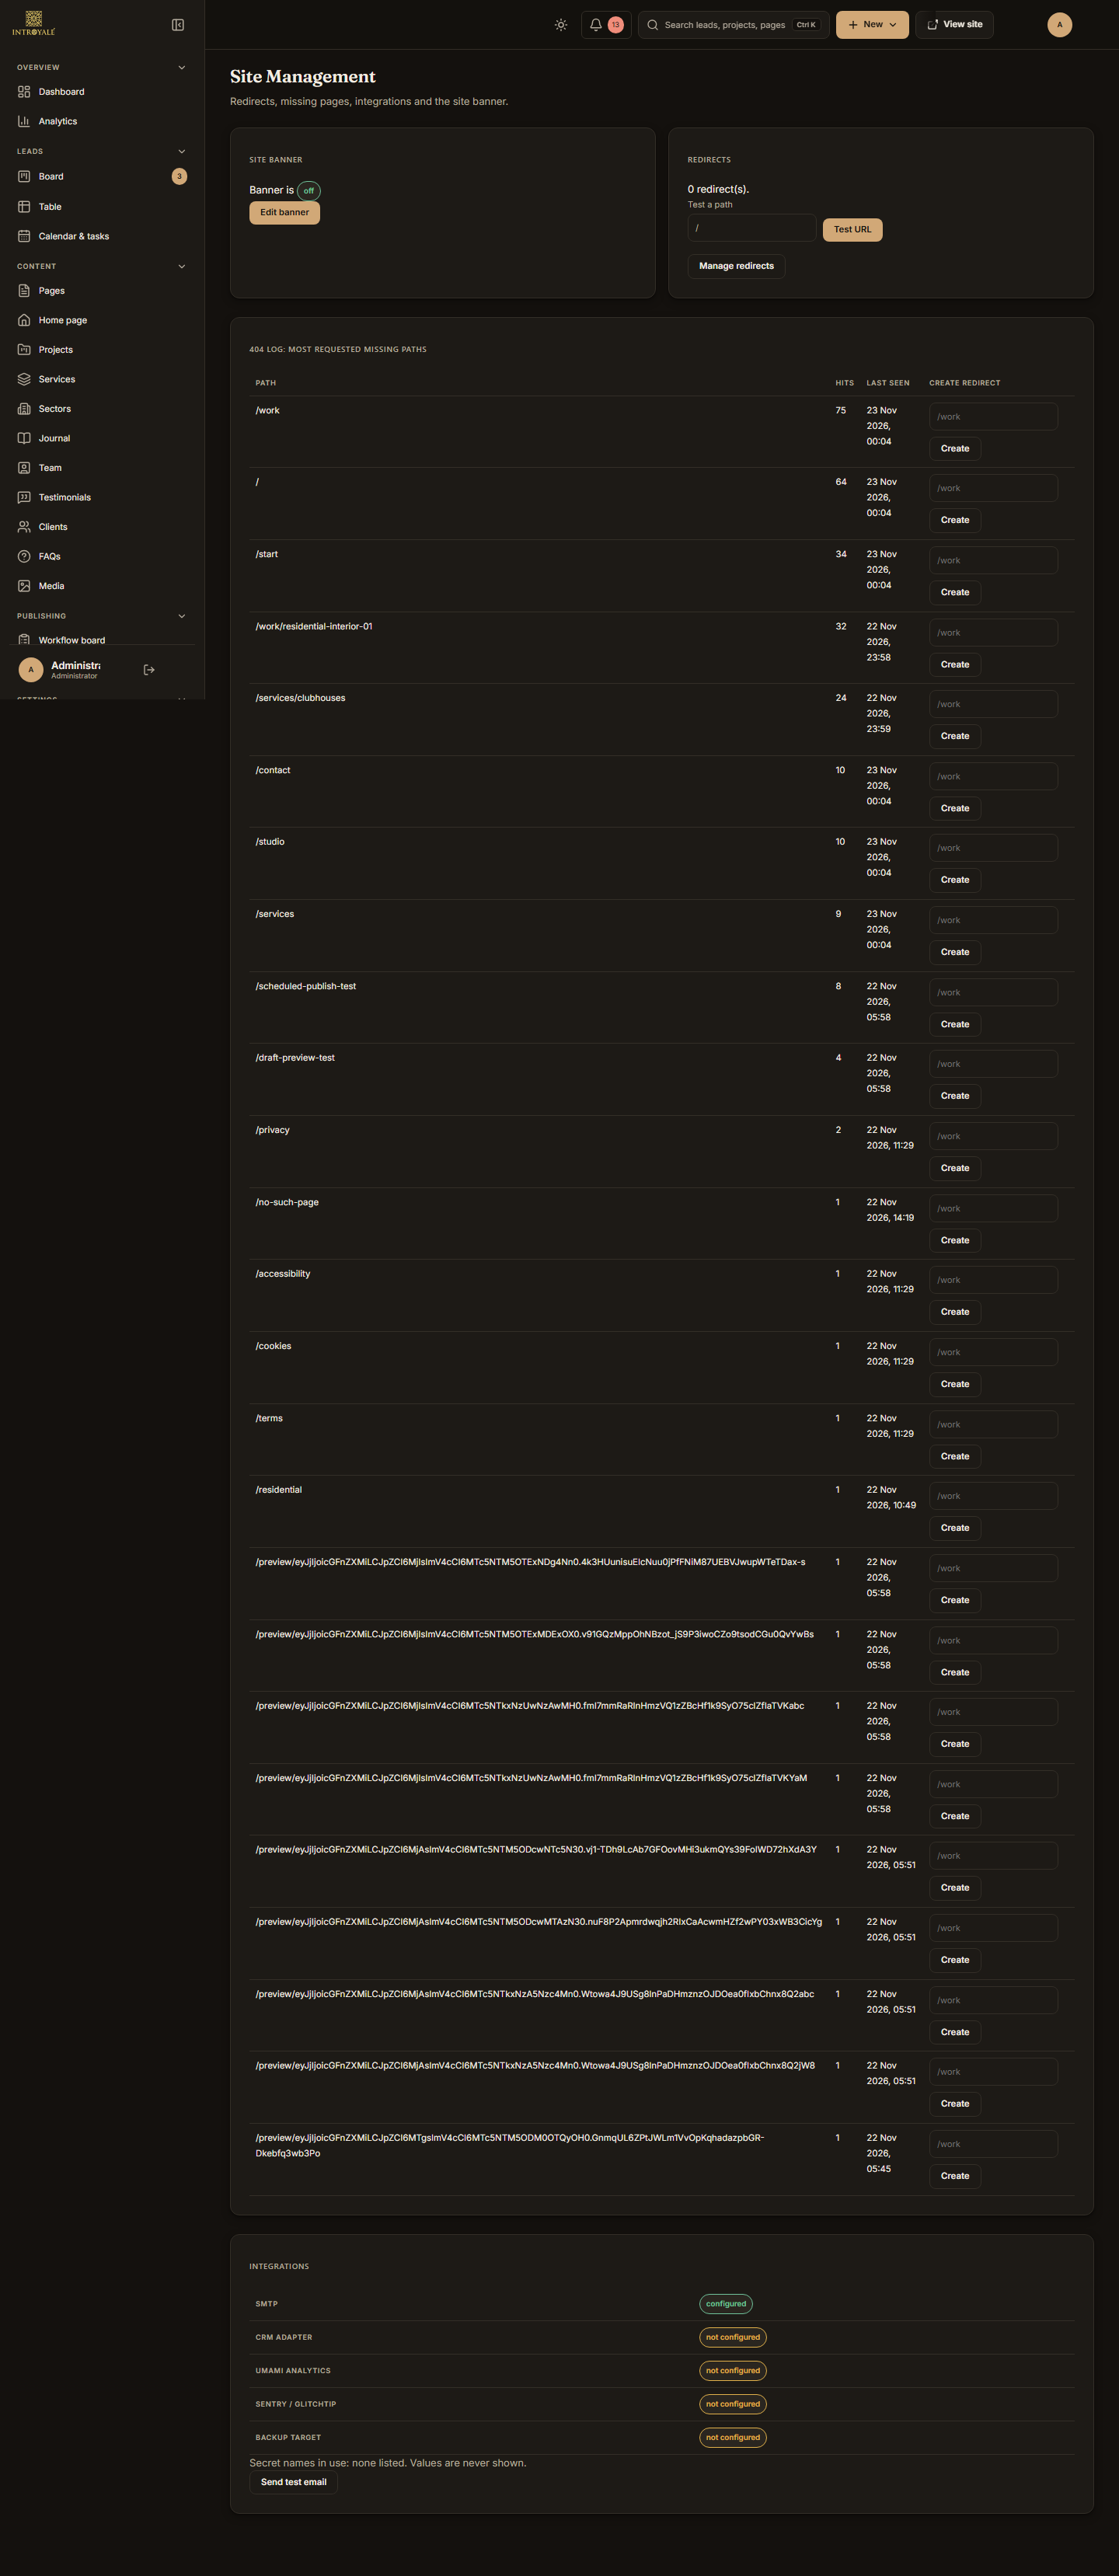 INTROYALE
OVERVIEW
Dashboard
Analytics
LEADS
Board
3
Table
Calendar & tasks
CONTENT
Pages
Home page
Projects
Services
Sectors
Journal
Team
Testimonials
Clients
FAQs
Media
PUBLISHING
Workflow board
A
Administra
Administrator
13
Search leads, projects, pages
Ctrl K
New
View site
A
Site Management
Redirects, missing pages, integrations and the site banner.
SITE BANNER
Banner is off
Edit banner
REDIRECTS
0 redirect(s).
Test a path
/
Test URL
Manage redirects
404 LOG: MOST REQUESTED MISSING PATHS
PATH HITS LAST SEEN CREATE REDIRECT
/work 75 23 Nov 2026, 00:04 /work
Create
/ 64 23 Nov 2026, 00:04 /work
Create
/start 34 23 Nov 2026, 00:04 /work
Create
/work/residential-interior-01 32 22 Nov 2026, 23:58 /work
Create
/services/clubhouses 24 22 Nov 2026, 23:59 /work
Create
/contact 10 23 Nov 2026, 00:04 /work
Create
/studio 10 23 Nov 2026, 00:04 /work
Create
/services 9 23 Nov 2026, 00:04 /work
Create
/scheduled-publish-test 8 22 Nov 2026, 05:58 /work
Create
/draft-preview-test 4 22 Nov 2026, 05:58 /work
Create
/privacy 2 22 Nov 2026, 11:29 /work
Create
/no-such-page 1 22 Nov 2026, 14:19 /work
Create
/accessibility 1 22 Nov 2026, 11:29 /work
Create
/cookies 1 22 Nov 2026, 11:29 /work
Create
/terms 1 22 Nov 2026, 11:29 /work
Create
/residential 1 22 Nov 2026, 10:49 /work
Create
1 22 Nov 2026, 05:58 /work
Create
1 22 Nov 2026, 05:58 /work
Create
1 22 Nov 2026, 05:58 /work
Create
1 22 Nov 2026, 05:58 /work
Create
1 22 Nov 2026, 05:51 /work
Create
1 22 Nov 2026, 05:51 /work
Create
1 22 Nov 2026, 05:51 /work
Create
1 22 Nov 2026, 05:51 /work
Create
1 22 Nov 2026, 05:45 /work
Create
INTEGRATIONS
SMTP configured
CRM ADAPTER not configured
UMAMI ANALYTICS not configured
SENTRY / GLITCHTIP not configured
BACKUP TARGET not configured
Secret names in use: none listed. Values are never shown.
Send test email